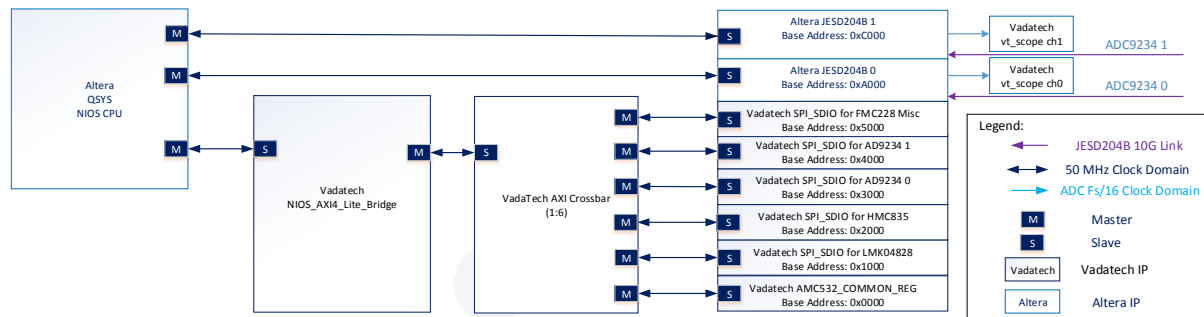 Altera
QSYS
NIOS CPU
M
M
M
S
Vadatech
NIOS_AXI4_Lite_Bridge
M
S
VadaTech AXI Crossbar
(1:6)
M
M
M
M
M
M
S
Altera JESD204B 1
Base Address: 0xC000
S
Altera JESD204B 0
Base Address: 0xA000
S
Vadatech SPI_SDIO for FMC228 Misc
Base Address: 0x5000
S
Vadatech SPI_SDIO for AD9234 1
Base Address: 0x4000
S
Vadatech SPI_SDIO for AD9234 0
Base Address: 0x3000
S
Vadatech SPI_SDIO for HMC835
Base Address: 0x2000
S
Vadatech SPI_SDIO for LMK04828
Base Address: 0x1000
S
Vadatech AMC532_COMMON_REG
Base Address: 0x0000
Vadatech
vt_scope ch1
ADC9234 1
Vadatech
vt_scope ch0
ADC9234 0
Legend:
JESD204B 10G Link
50 MHz Clock Domain
ADC Fs/16 Clock Domain
M Master
S Slave
Vadatech Vadatech IP
Altera Altera IP